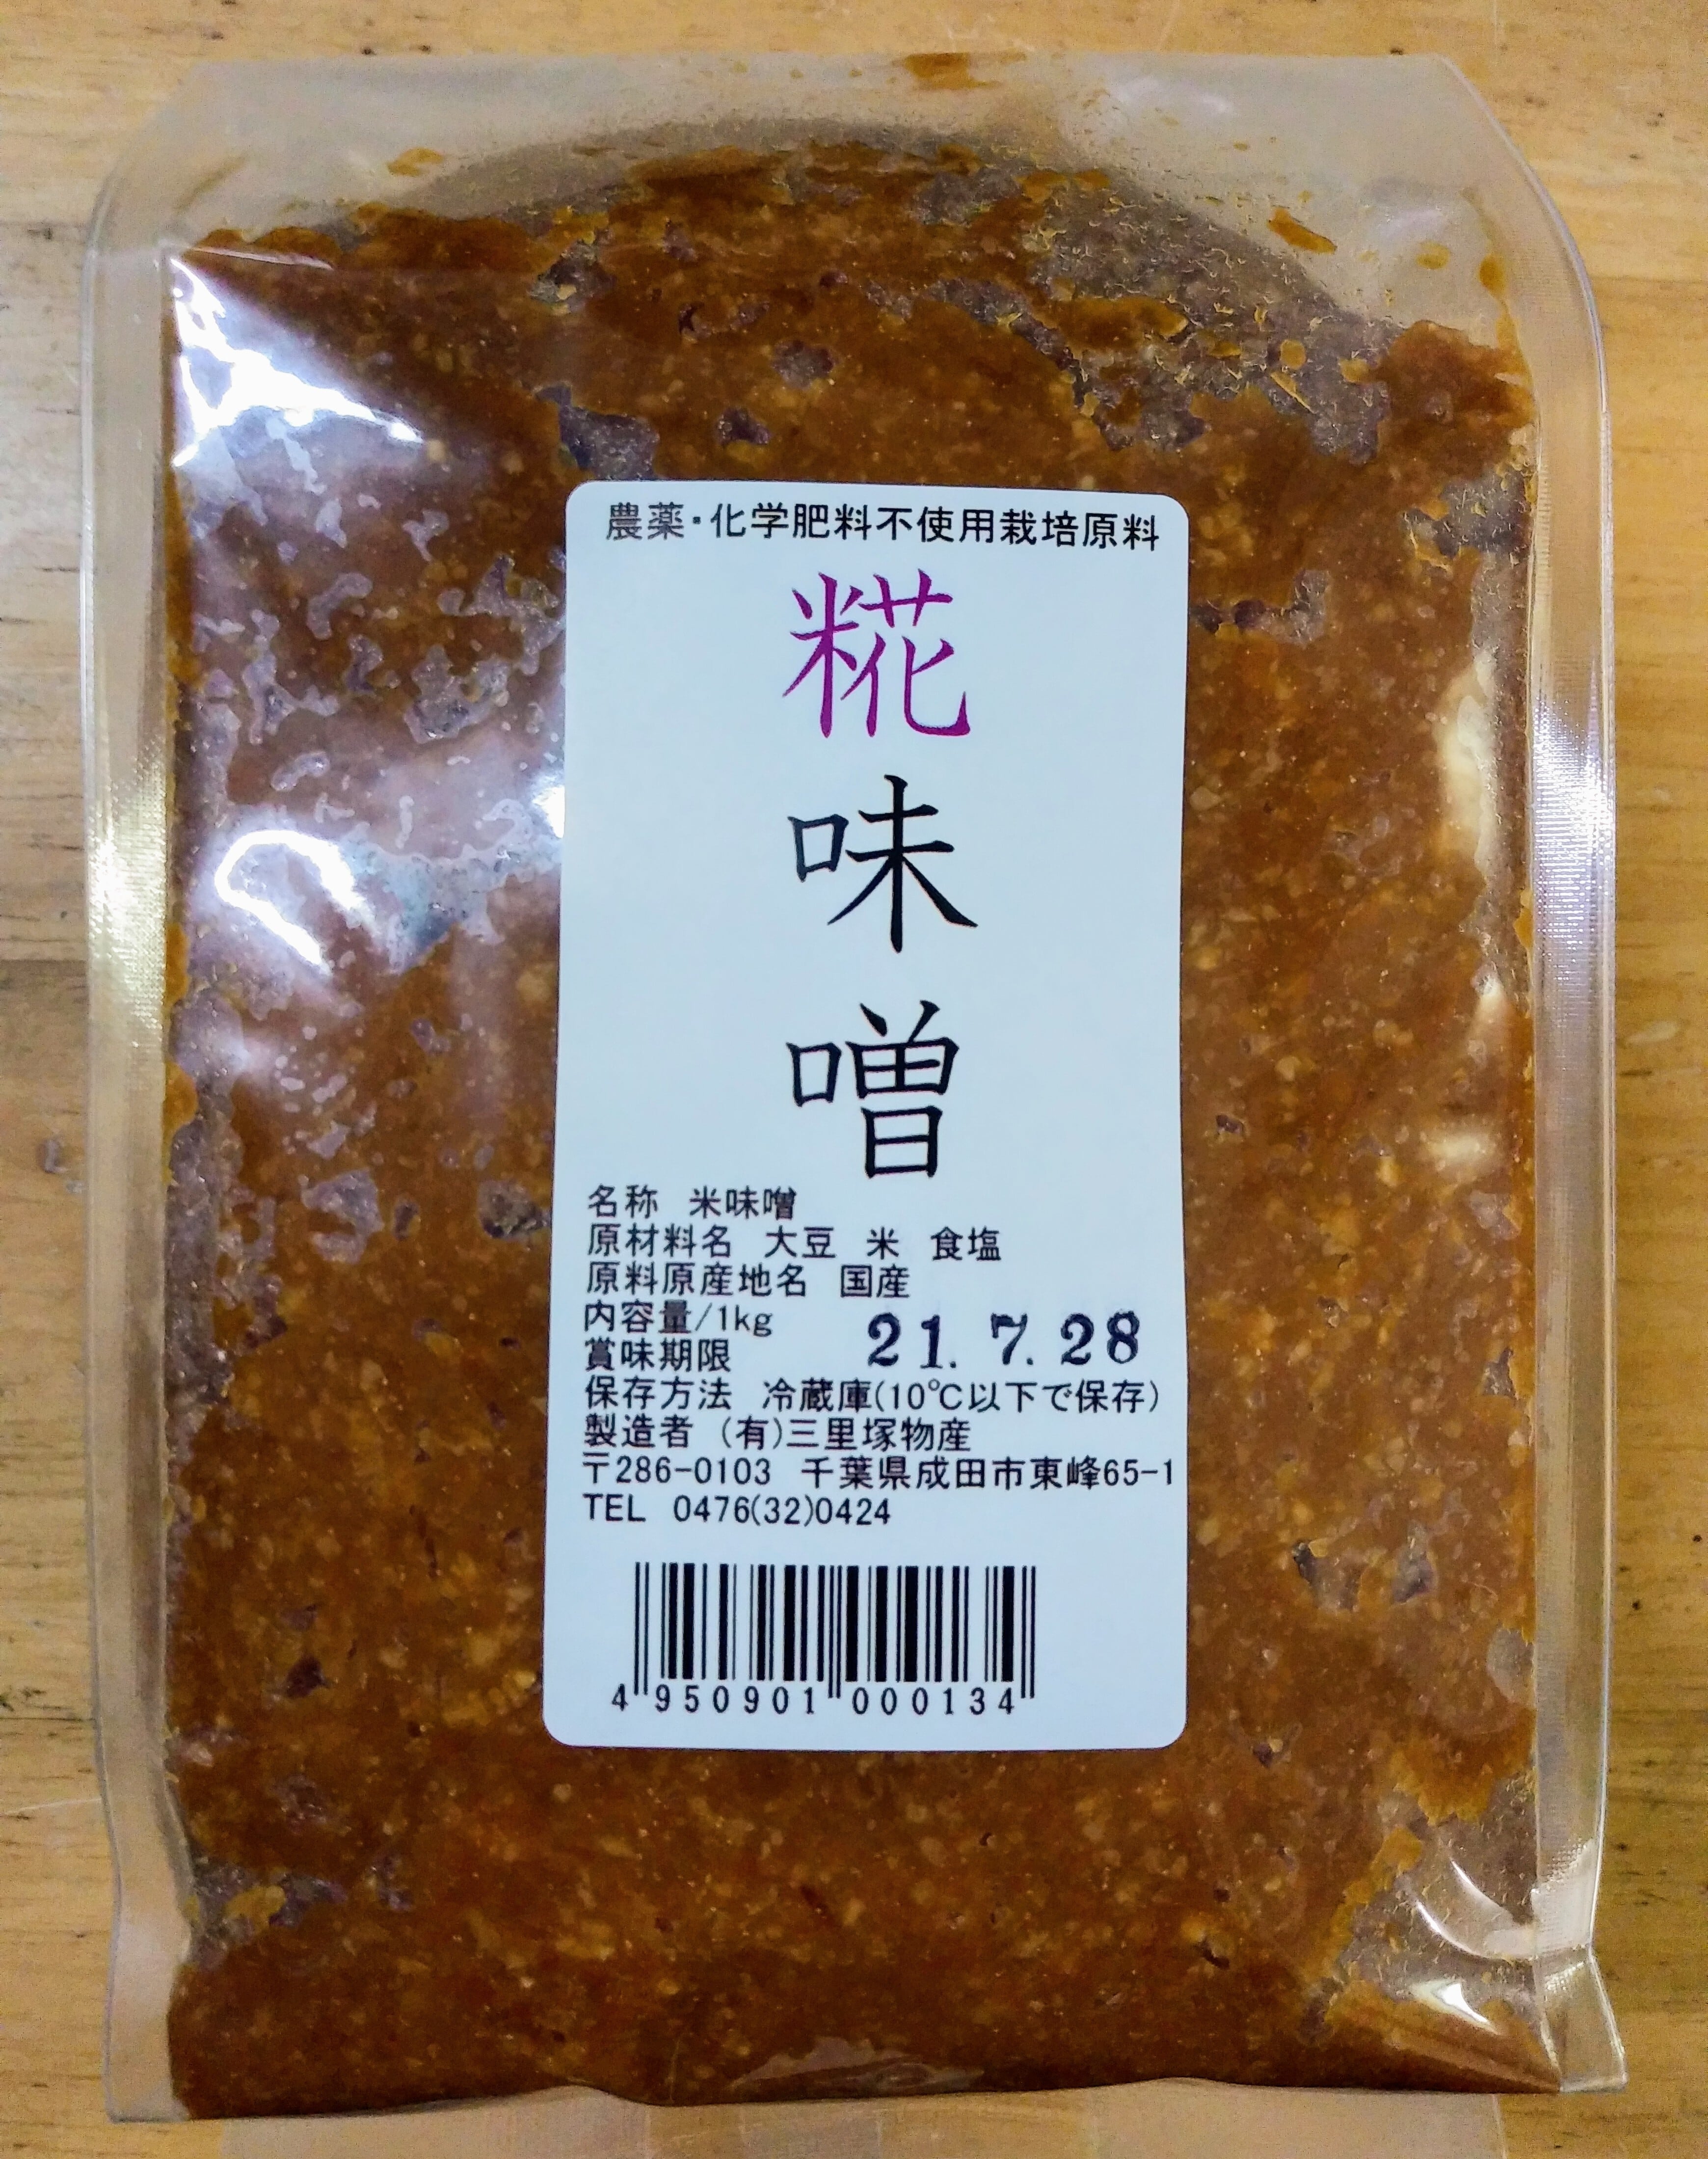 農薬・化学肥料不使用栽培原料
糀味噌
名称 米味噌
原材料名 大豆 米 食塩
原料原産地名 国産
内容量/1kg
賞味期限 21.7.28
保存方法 冷蔵庫(10℃以下で保存)
製造者 (有)三里塚物産
〒286-0103 千葉県成田市東峰65-1
TEL 0476(32)0424
4 950901 000134